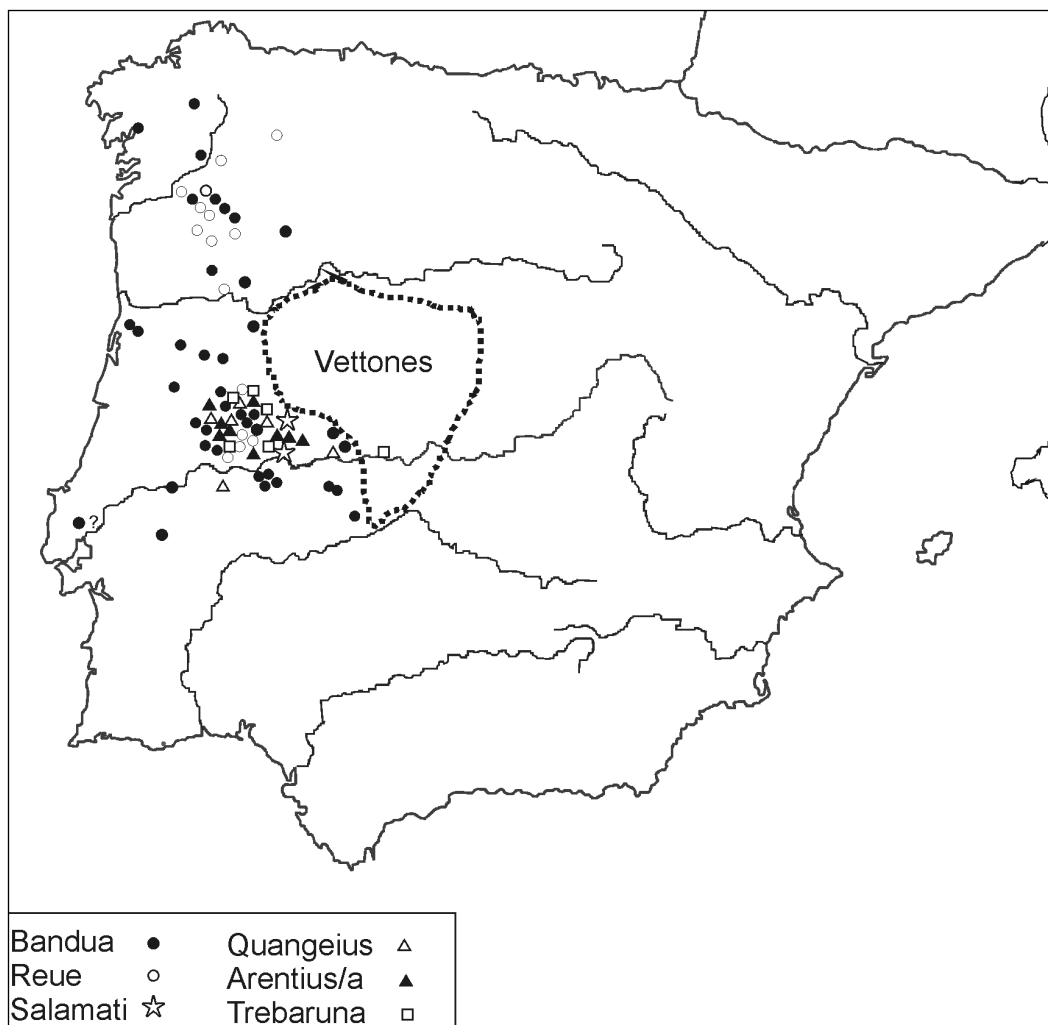 Vettones
?
Bandua
Reue
Salamati
Quangeius
Arentius/a
Trebaruna